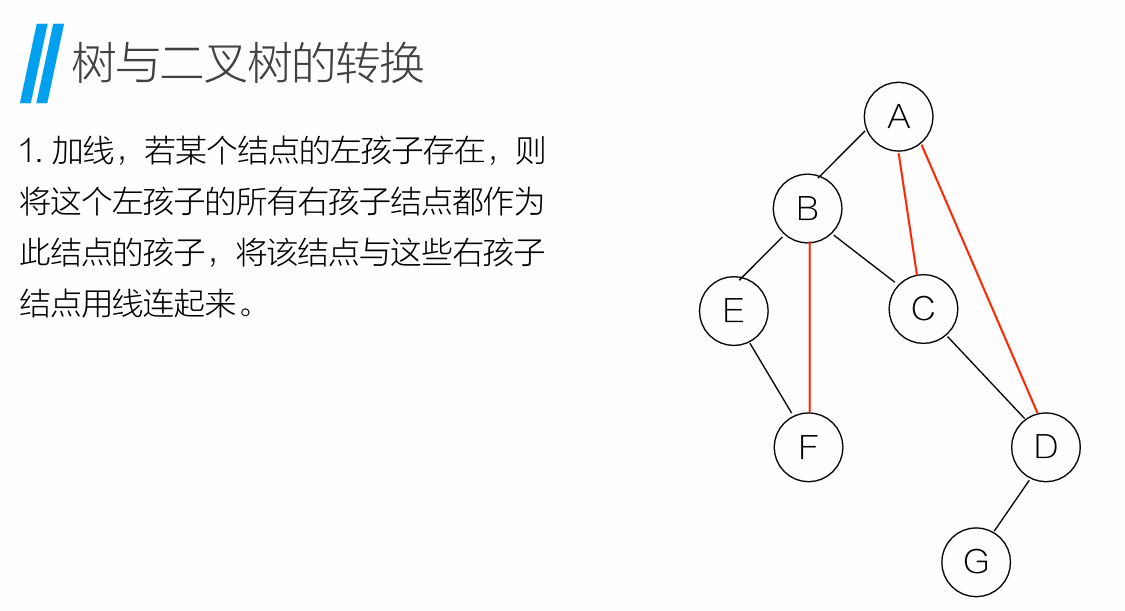 树与二叉树的转换
1. 加线，若某个结点的左孩子存在，则
将这个左孩子的所有右孩子结点都作为
此结点的孩子，将该结点与这些右孩子
结点用线连起来。
A
B
E
C
F
D
G